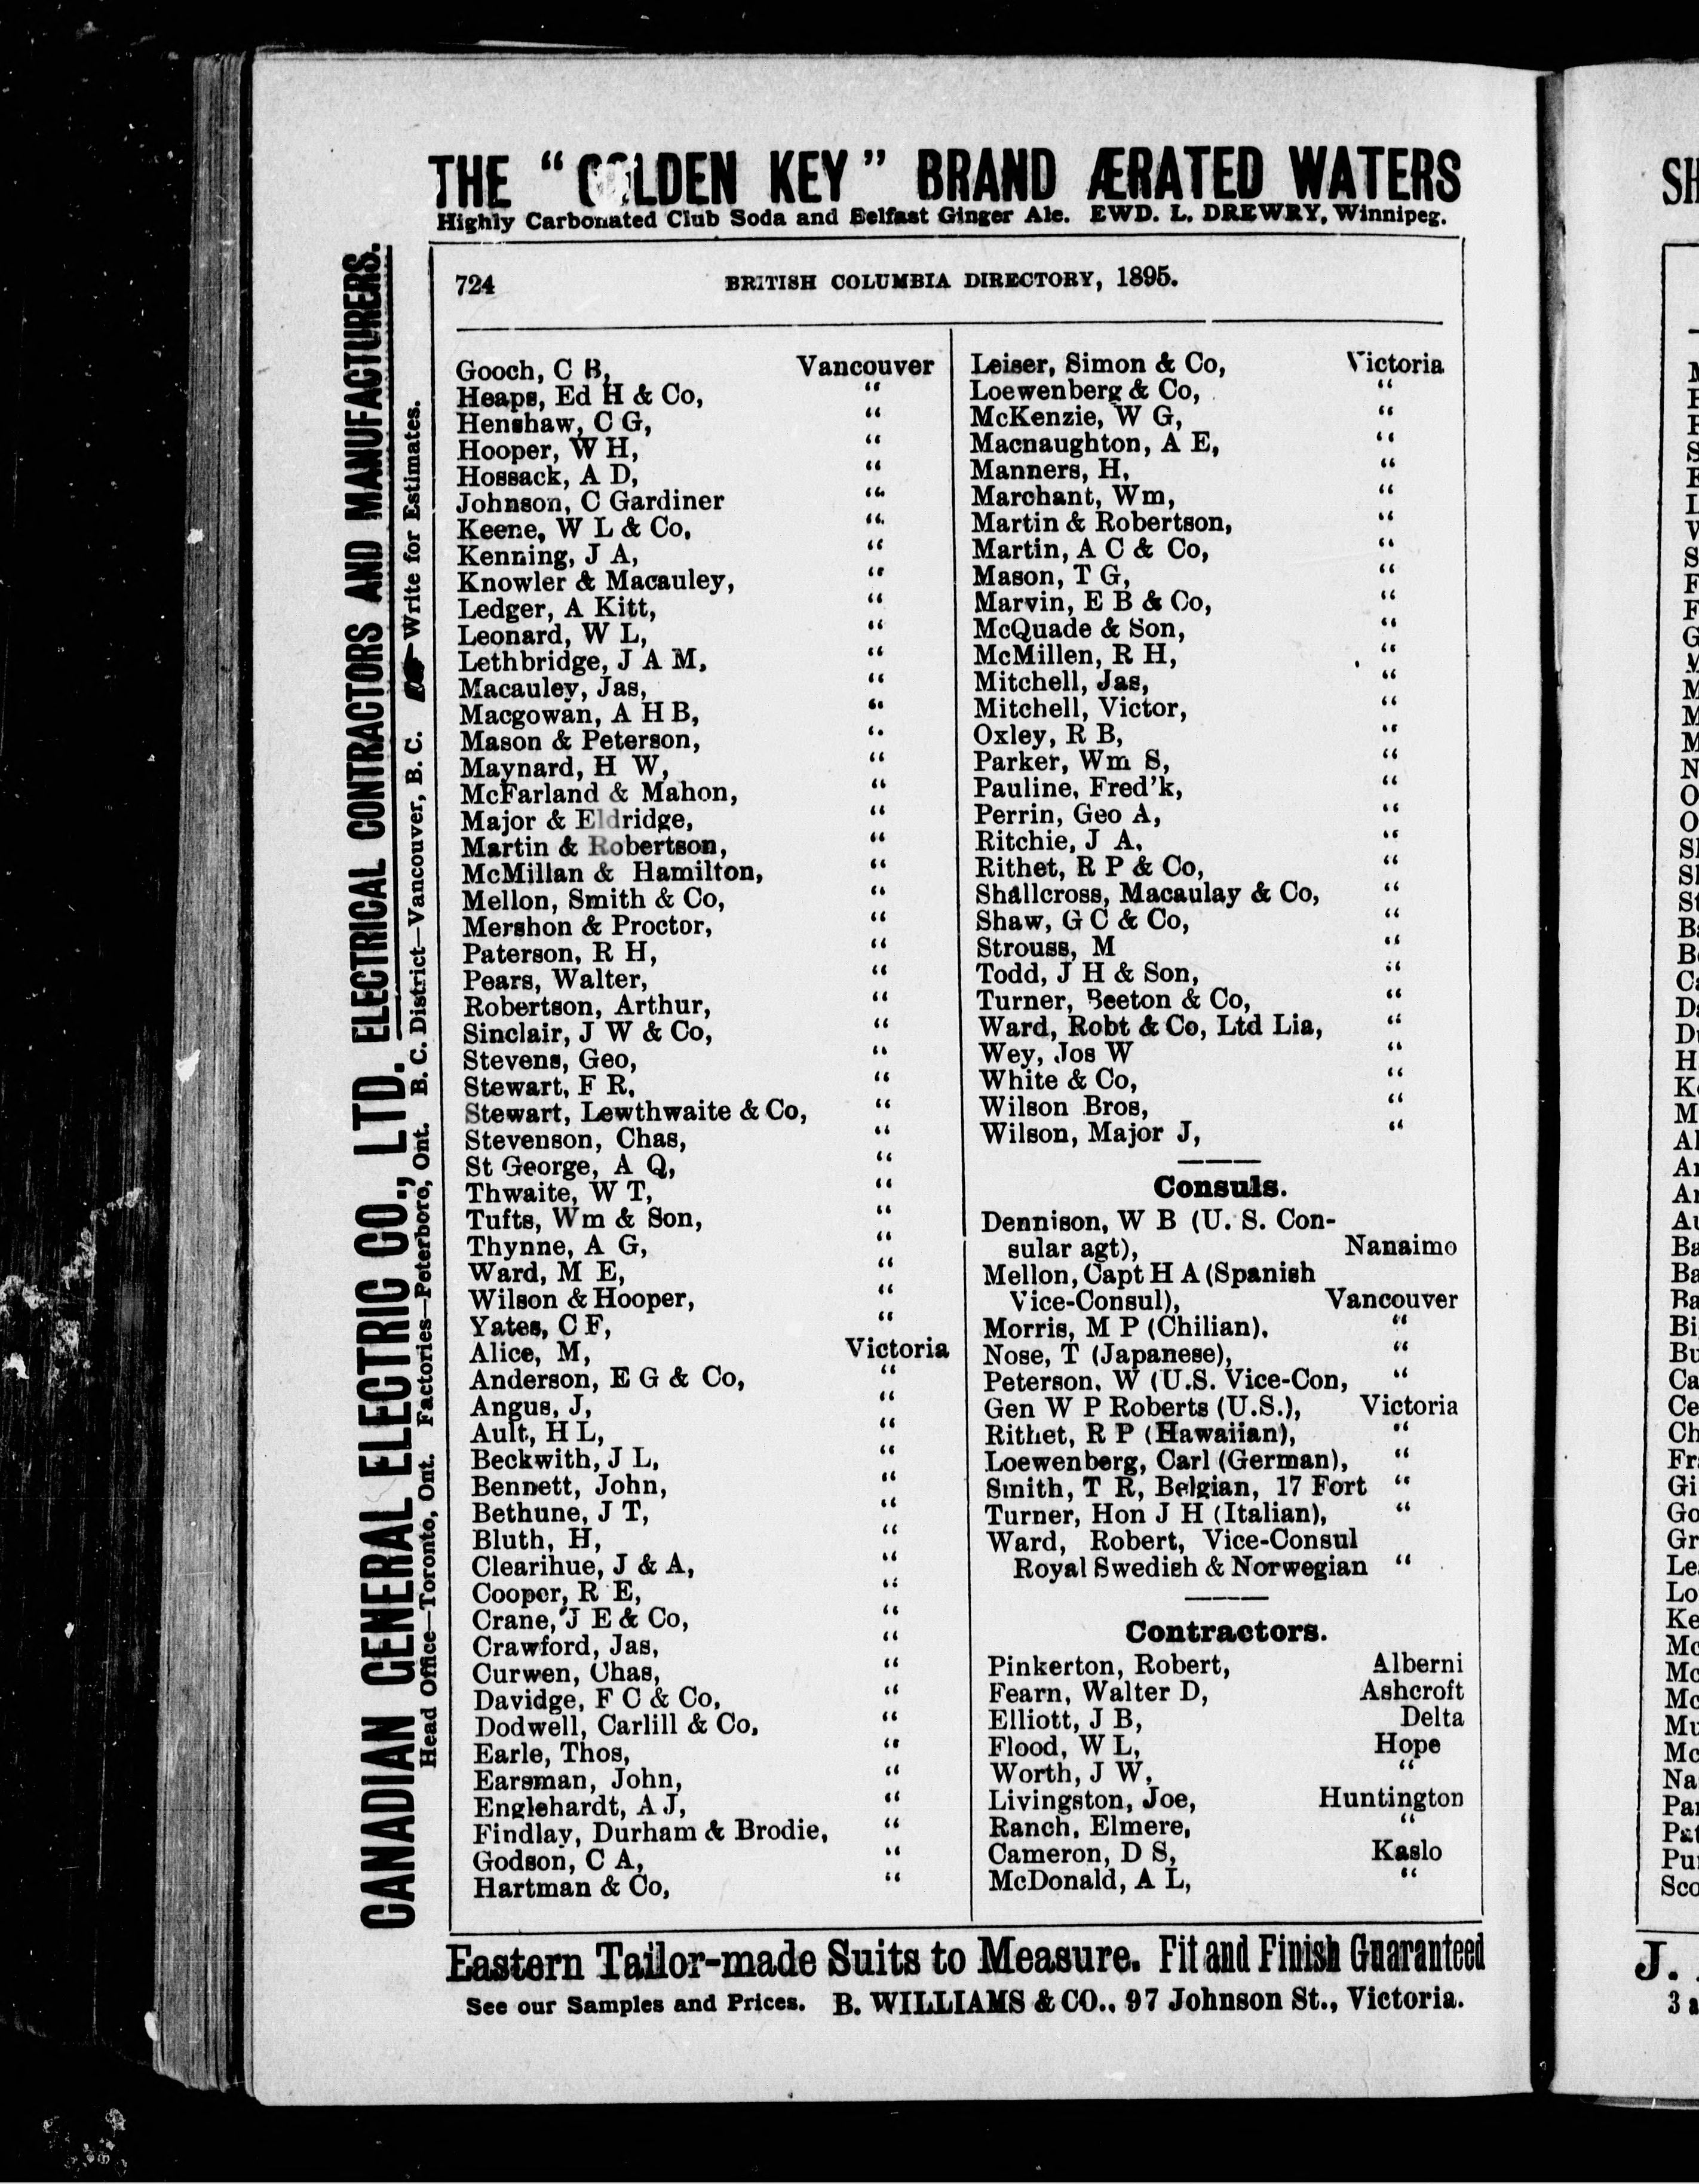 THE "GOLDEN KEY" BRAND ÆRATED WATERS
Highly Carbonated Club Soda and Belfast Ginger Ale. EWD. L. DREWRY, Winnipeg.
CANADIAN GENERAL ELECTRIC CO., LTD. ELECTRICAL CONTRACTORS AND MANUFACTURERS.
Head Office—Toronto, Ont. Factories—Peterboro, Ont. B. C. District—Vancouver, B. C. Write for Estimates.
724 BRITISH COLUMBIA DIRECTORY, 1895.
Gooch, C B, Vancouver
Heaps, Ed H & Co, "
Henshaw, C G, "
Hooper, W H, "
Hossack, A D, "
Johnson, C Gardiner "
Keene, W L & Co, "
Kenning, J A, "
Knowler & Macauley, "
Ledger, A Kitt, "
Leonard, W L, "
Lethbridge, J A M, "
Macauley, Jas, "
Macgowan, A H B, "
Mason & Peterson, "
Maynard, H W, "
McFarland & Mahon, "
Major & Eldridge, "
Martin & Robertson, "
McMillan & Hamilton, "
Mellon, Smith & Co, "
Mershon & Proctor, "
Paterson, R H, "
Pears, Walter, "
Robertson, Arthur, "
Sinclair, J W & Co, "
Stevens, Geo, "
Stewart, F R, "
Stewart, Lewthwaite & Co, "
Stevenson, Chas, "
St George, A Q, "
Thwaite, W T, "
Tufts, Wm & Son, "
Thynne, A G, "
Ward, M E, "
Wilson & Hooper, "
Yates, C F, "
Alice, M, Victoria
Anderson, E G & Co, "
Angus, J, "
Ault, H L, "
Beckwith, J L, "
Bennett, John, "
Bethune, J T, "
Bluth, H, "
Clearihue, J & A, "
Cooper, R E, "
Crane, J E & Co, "
Crawford, Jas, "
Curwen, Chas, "
Davidge, F C & Co, "
Dodwell, Carlill & Co, "
Earle, Thos, "
Earsman, John, "
Englehardt, A J, "
Findlay, Durham & Brodie, "
Godson, C A, "
Hartman & Co, "
Leiser, Simon & Co, Victoria
Loewenberg & Co, "
McKenzie, W G, "
Macnaughton, A E, "
Manners, H, "
Marchant, Wm, "
Martin & Robertson, "
Martin, A C & Co, "
Mason, T G, "
Marvin, E B & Co, "
McQuade & Son, "
McMillen, R H, "
Mitchell, Jas, "
Mitchell, Victor, "
Oxley, R B, "
Parker, Wm S, "
Pauline, Fred'k, "
Perrin, Geo A, "
Ritchie, J A, "
Rithet, R P & Co, "
Shallcross, Macaulay & Co, "
Shaw, G C & Co, "
Strouss, M "
Todd, J H & Son, "
Turner, Beeton & Co, "
Ward, Robt & Co, Ltd Lia, "
Wey, Jos W "
White & Co, "
Wilson Bros, "
Wilson, Major J, "
Consuls.
Dennison, W B (U. S. Con-
sular agt), Nanaimo
Mellon, Capt H A (Spanish
Vice-Consul), Vancouver
Morris, M P (Chilian), "
Nose, T (Japanese), "
Peterson, W (U.S. Vice-Con, "
Gen W P Roberts (U.S.), Victoria
Rithet, R P (Hawaiian), "
Loewenberg, Carl (German), "
Smith, T R, Belgian, 17 Fort "
Turner, Hon J H (Italian), "
Ward, Robert, Vice-Consul
Royal Swedish & Norwegian "
Contractors.
Pinkerton, Robert, Alberni
Fearn, Walter D, Ashcroft
Elliott, J B, Delta
Flood, W L, Hope
Worth, J W, "
Livingston, Joe, Huntington
Ranch, Elmere, "
Cameron, D S, Kaslo
McDonald, A L, "
Eastern Tailor-made Suits to Measure. Fit and Finish Guaranteed
See our Samples and Prices. B. WILLIAMS & CO., 97 Johnson St., Victoria.